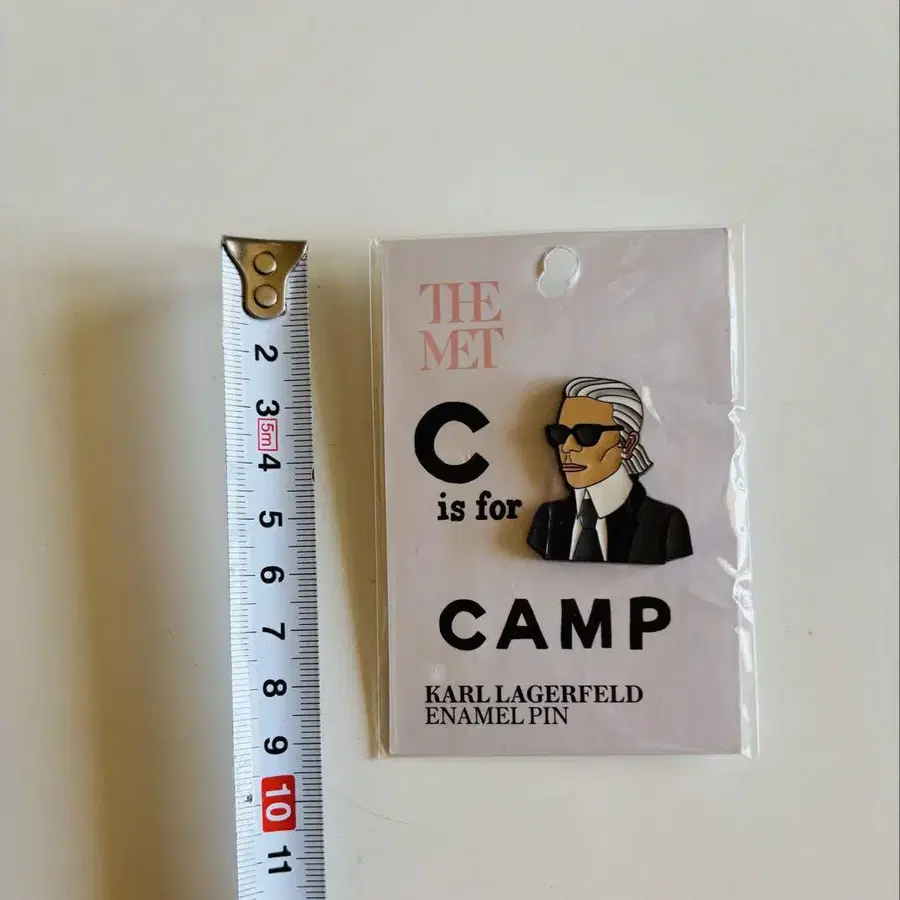 2
3
5m
4
5
6
7
8
9
10
11
THE
MET
C
is for
CAMP
KARL LAGERFELD
ENAMEL PIN